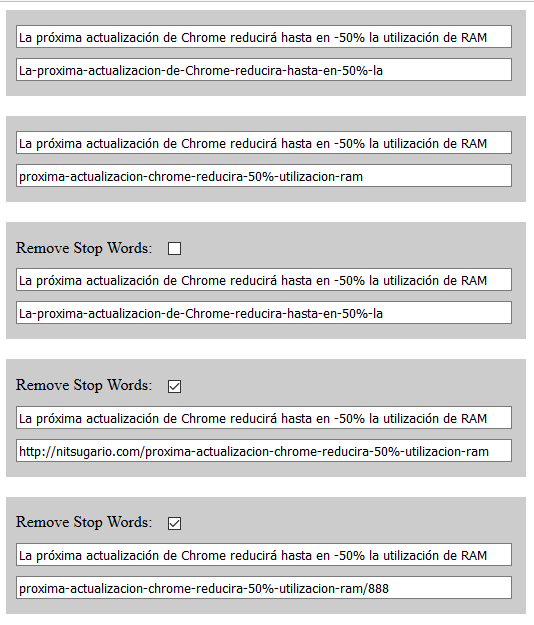 La próxima actualización de Chrome reducirá hasta en -50% la utilización de RAM
La-proxima-actualizacion-de-Chrome-reducira-hasta-en-50%-la
La próxima actualización de Chrome reducirá hasta en -50% la utilización de RAM
proxima-actualizacion-chrome-reducira-50%-utilizacion-ram
Remove Stop Words:
La próxima actualización de Chrome reducirá hasta en -50% la utilización de RAM
La-proxima-actualizacion-de-Chrome-reducira-hasta-en-50%-la
Remove Stop Words:
La próxima actualización de Chrome reducirá hasta en -50% la utilización de RAM
http://nitsugario.com/proxima-actualizacion-chrome-reducira-50%-utilizacion-ram
Remove Stop Words:
La próxima actualización de Chrome reducirá hasta en -50% la utilización de RAM
proxima-actualizacion-chrome-reducira-50%-utilizacion-ram/888